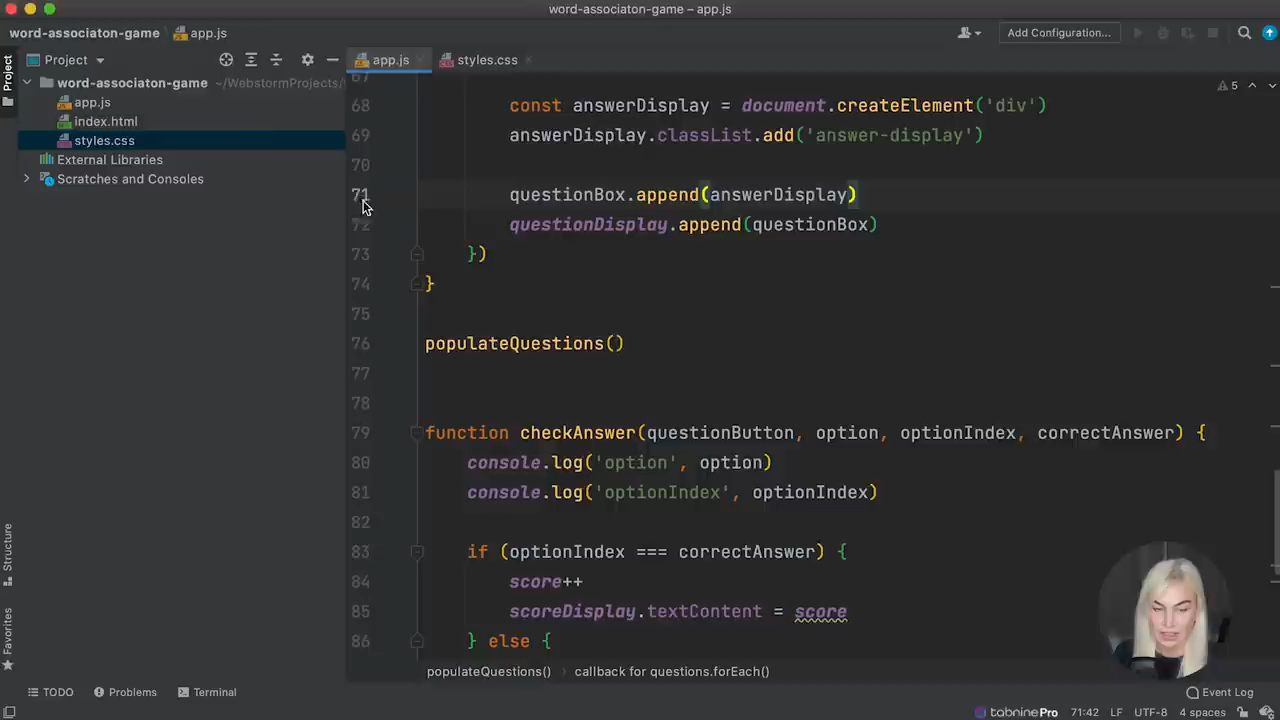 word-associaton-game – app.js
word-associaton-game app.js
Add Configuration...
Project
Project
app.js
styles.css
word-associaton-game ~/WebstormProjects/
app.js
index.html
styles.css
External Libraries
Scratches and Consoles
5
67
68 const answerDisplay = document.createElement('div')
69 answerDisplay.classList.add('answer-display')
70
71 questionBox.append(answerDisplay)
72 questionDisplay.append(questionBox)
73 })
74 }
75
76 populateQuestions()
77
78
79 function checkAnswer(questionButton, option, optionIndex, correctAnswer) {
80 console.log('option', option)
81 console.log('optionIndex', optionIndex)
82
83 if (optionIndex === correctAnswer) {
84 score++
85 scoreDisplay.textContent = score
86 } else {
populateQuestions() › callback for questions.forEach()
Structure
Favorites
TODO Problems Terminal Event Log
tabninePro 71:42 LF UTF-8 4 spaces